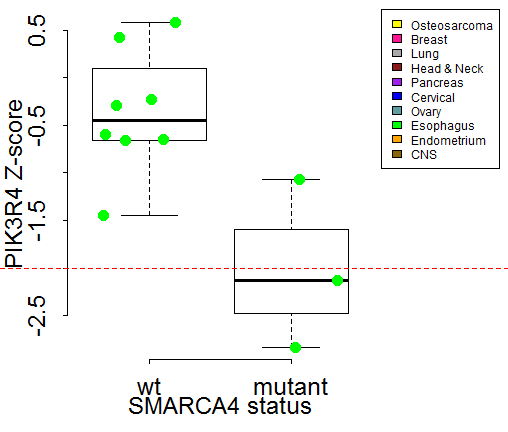 0.5
-0.5
-1.5
-2.5
PIK3R4 Z-score
wt mutant
SMARCA4 status
Osteosarcoma
Breast
Lung
Head & Neck
Pancreas
Cervical
Ovary
Esophagus
Endometrium
CNS